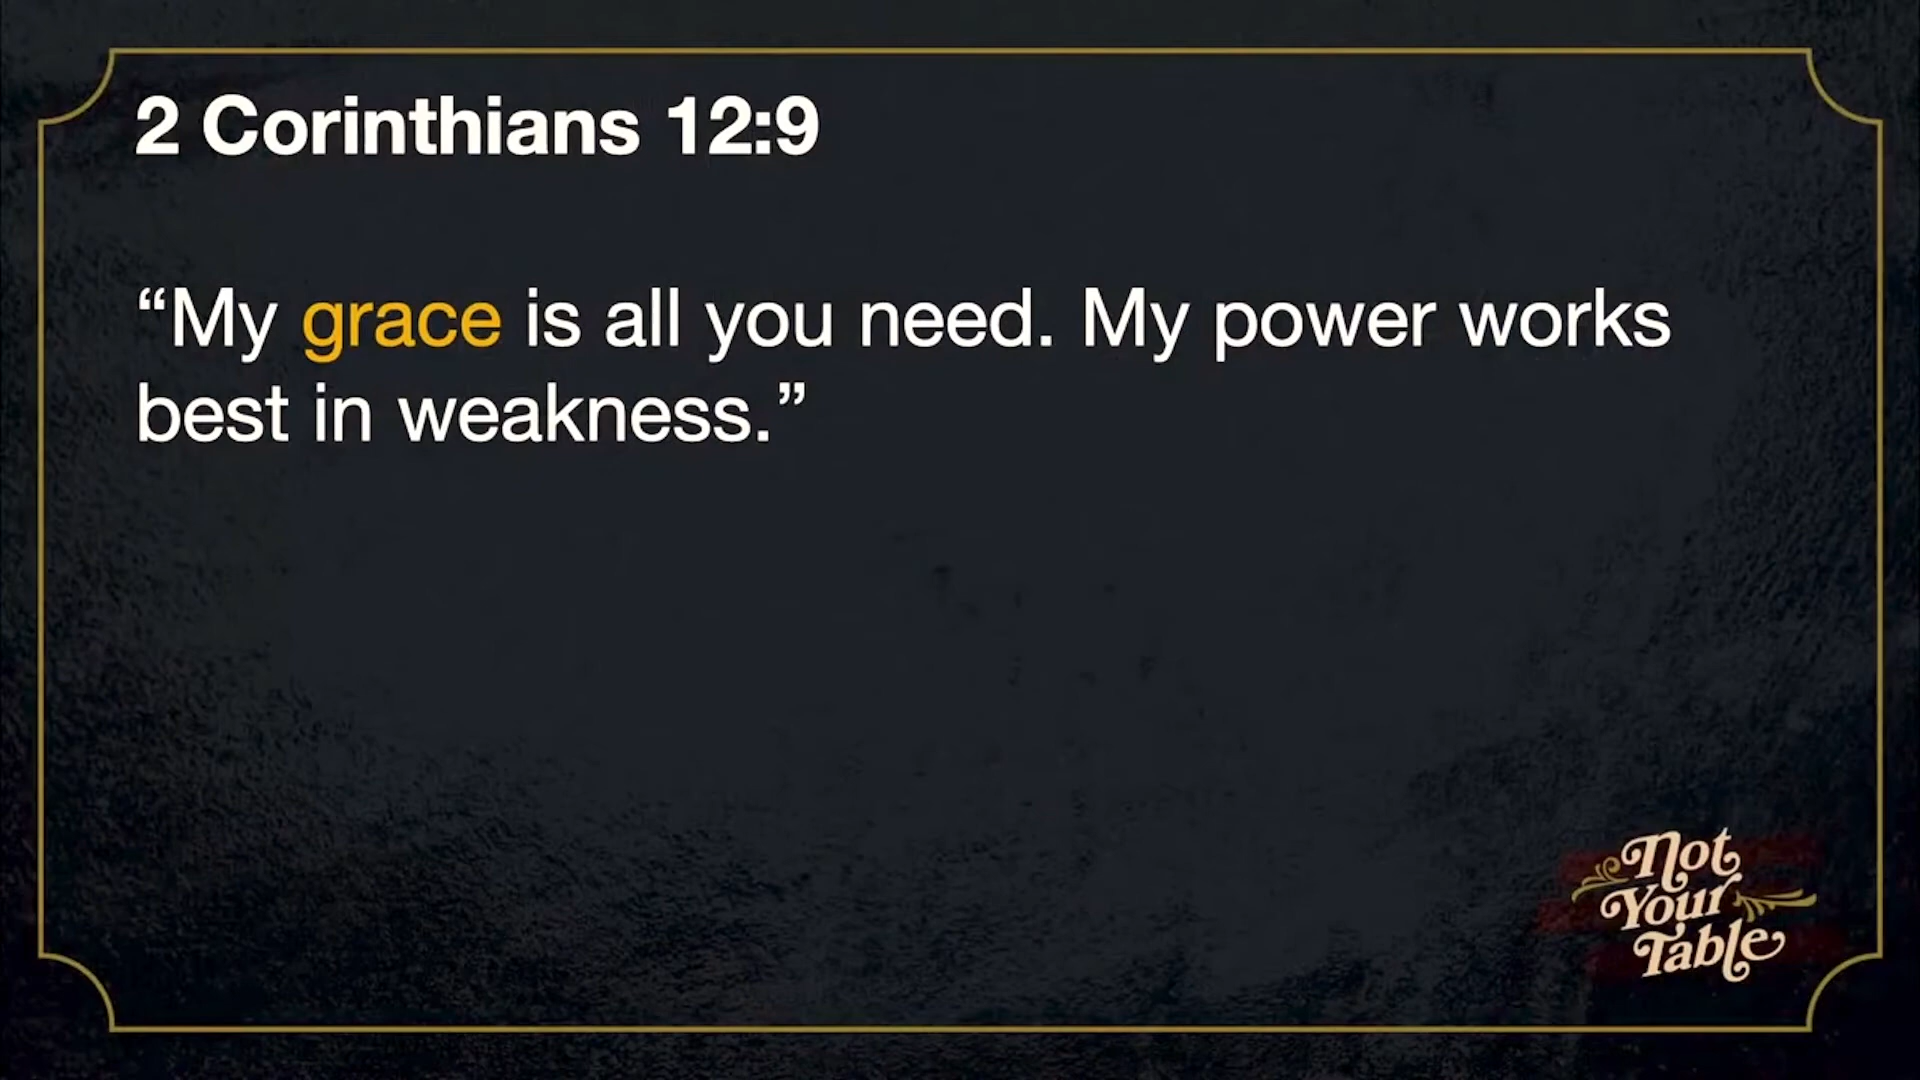 2 Corinthians 12:9
“My grace is all you need. My power works
best in weakness.”
Not
Your
Table